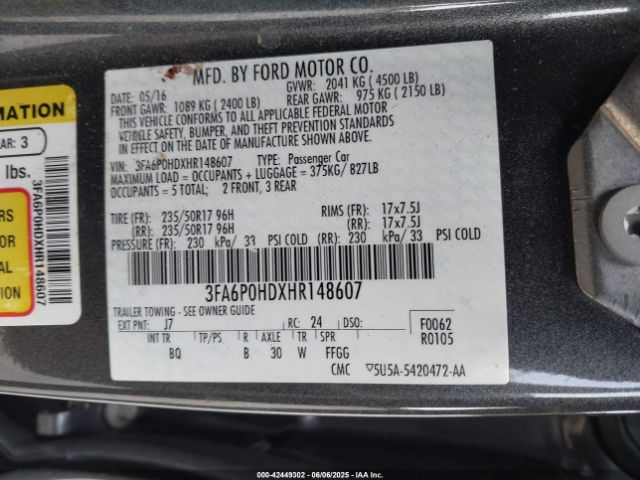 MFD. BY FORD MOTOR CO.
DATE: 05/16 GVWR: 2041 KG ( 4500 LB)
FRONT GAWR: 1089 KG ( 2400 LB) REAR GAWR: 975 KG ( 2150 LB)
THIS VEHICLE CONFORMS TO ALL APPLICABLE FEDERAL MOTOR
VEHICLE SAFETY, BUMPER, AND THEFT PREVENTION STANDARDS
IN EFFECT ON THE DATE OF MANUFACTURE SHOWN ABOVE.
VIN: 3FA6P0HDXHR148607 TYPE: Passenger Car
MAXIMUM LOAD = OCCUPANTS + LUGGAGE = 375KG/ 827LB
OCCUPANTS = 5 TOTAL; 2 FRONT, 3 REAR
TIRE (FR): 235/50R17 96H RIMS (FR): 17x7.5J
(RR): 235/50R17 96H (RR): 17x7.5J
PRESSURE (FR): 230 kPa/ 33 PSI COLD (RR): 230 kPa/ 33 PSI COLD
3FA6P0HDXHR148607
TRAILER TOWING - SEE OWNER GUIDE
EXT PNT: J7 RC: 24 DSO: F0062
INT TR TP/PS R AXLE TR SPR R0105
BQ B 30 W FFGG
CMC 5U5A-5420472-AA
MATION
AR: 3
lbs.
3FA6P0HDXHR148607
RS
OR
R
00-42449302 - 06/06/2025 - IAA Inc.